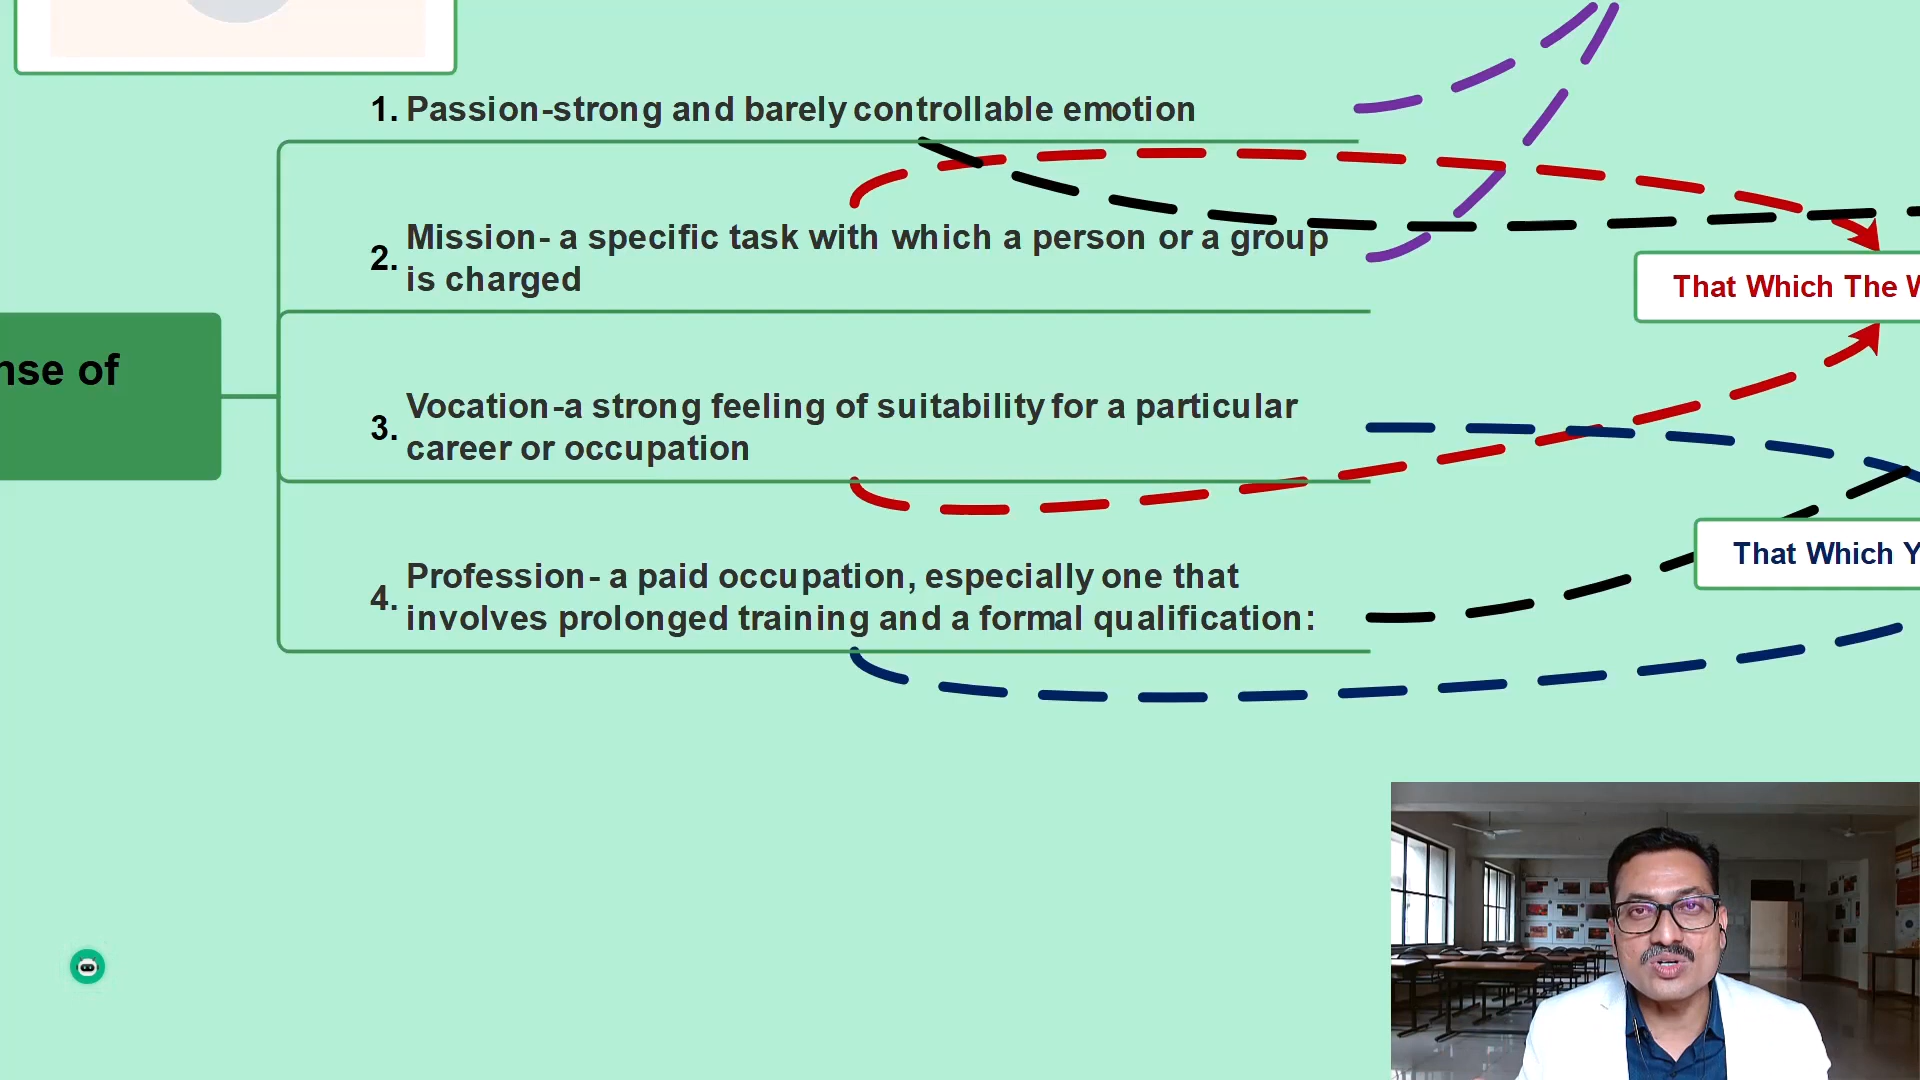 1. Passion-strong and barely controllable emotion
2. Mission- a specific task with which a person or a group
is charged
nse of
3. Vocation-a strong feeling of suitability for a particular
career or occupation
4. Profession- a paid occupation, especially one that
involves prolonged training and a formal qualification:
That Which The W
That Which Y